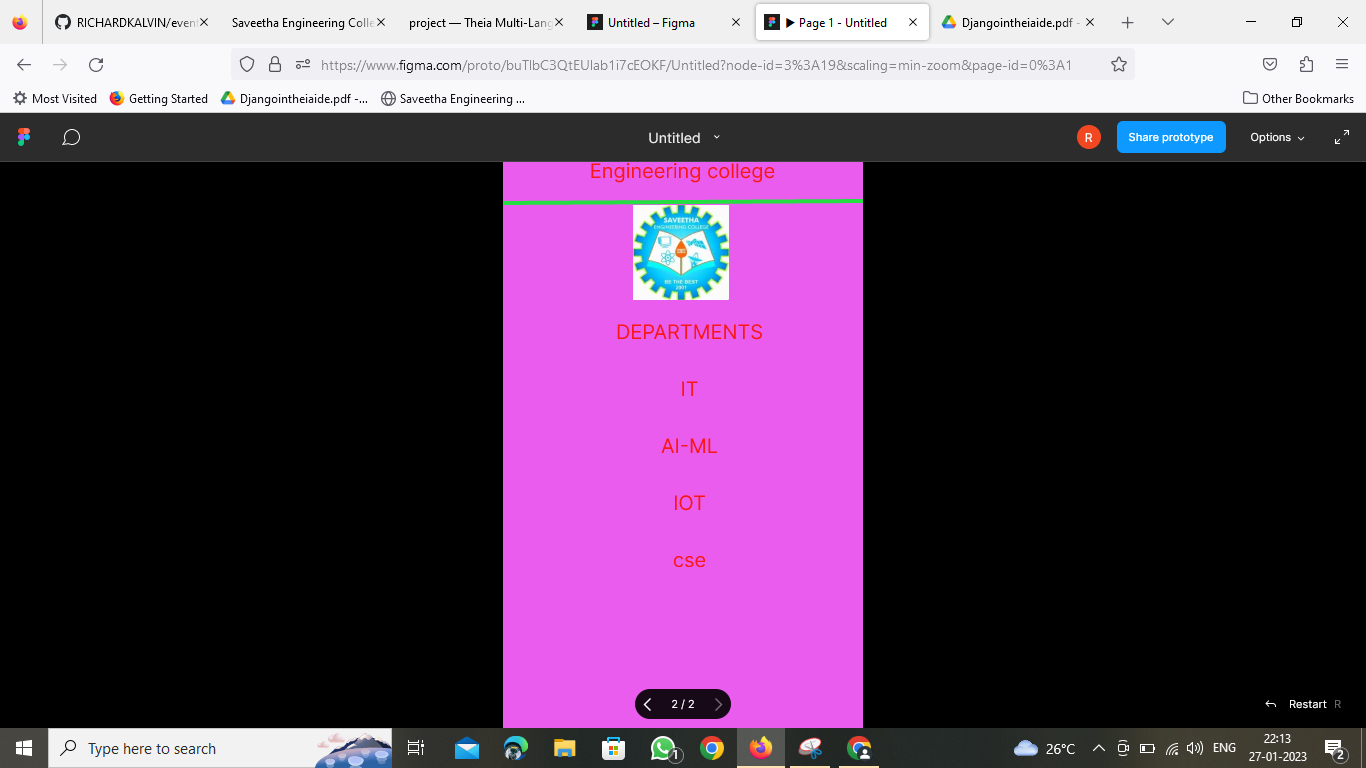 RICHARDKALVIN/event
Saveetha Engineering Colle
project — Theia Multi-Lang
Untitled – Figma
▶ Page 1 - Untitled
Djangointheiaide.pdf -
https://www.figma.com/proto/buTlbC3QtEUlab1i7cEOKF/Untitled?node-id=3%3A19&scaling=min-zoom&page-id=0%3A1
Most Visited
Getting Started
Djangointheiaide.pdf -...
Saveetha Engineering ...
Other Bookmarks
Untitled
R
Share prototype
Options
Engineering college
SAVEETHA
ENGINEERING COLLEGE
BE THE BEST
2001
DEPARTMENTS
IT
AI-ML
IOT
cse
2 / 2
Restart R
Type here to search
1
26°C
ENG
22:13
27-01-2023
2